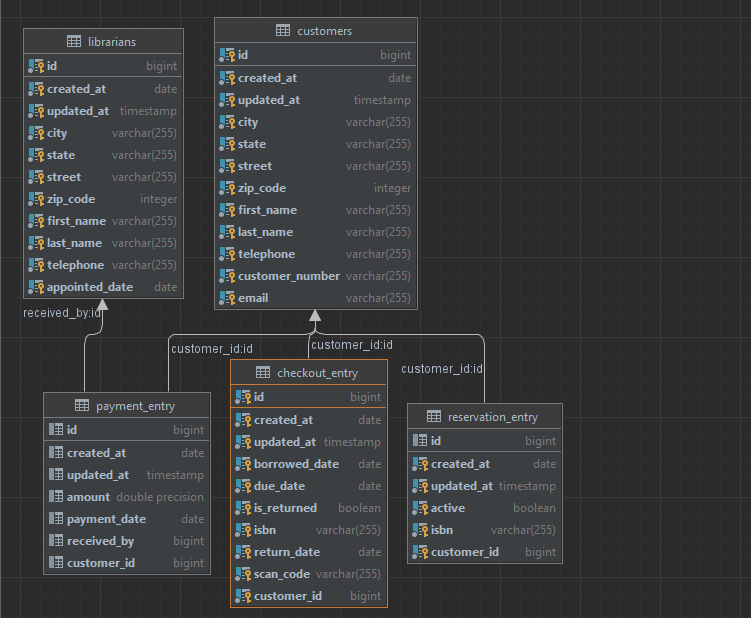 librarians
id bigint
created_at date
updated_at timestamp
city varchar(255)
state varchar(255)
street varchar(255)
zip_code integer
first_name varchar(255)
last_name varchar(255)
telephone varchar(255)
appointed_date date
customers
id bigint
created_at date
updated_at timestamp
city varchar(255)
state varchar(255)
street varchar(255)
zip_code integer
first_name varchar(255)
last_name varchar(255)
telephone varchar(255)
customer_number varchar(255)
email varchar(255)
received_by:id
customer_id:id
customer_id:id
customer_id:id
payment_entry
id bigint
created_at date
updated_at timestamp
amount double precision
payment_date date
received_by bigint
customer_id bigint
checkout_entry
id bigint
created_at date
updated_at timestamp
borrowed_date date
due_date date
is_returned boolean
isbn varchar(255)
return_date date
scan_code varchar(255)
customer_id bigint
reservation_entry
id bigint
created_at date
updated_at timestamp
active boolean
isbn varchar(255)
customer_id bigint